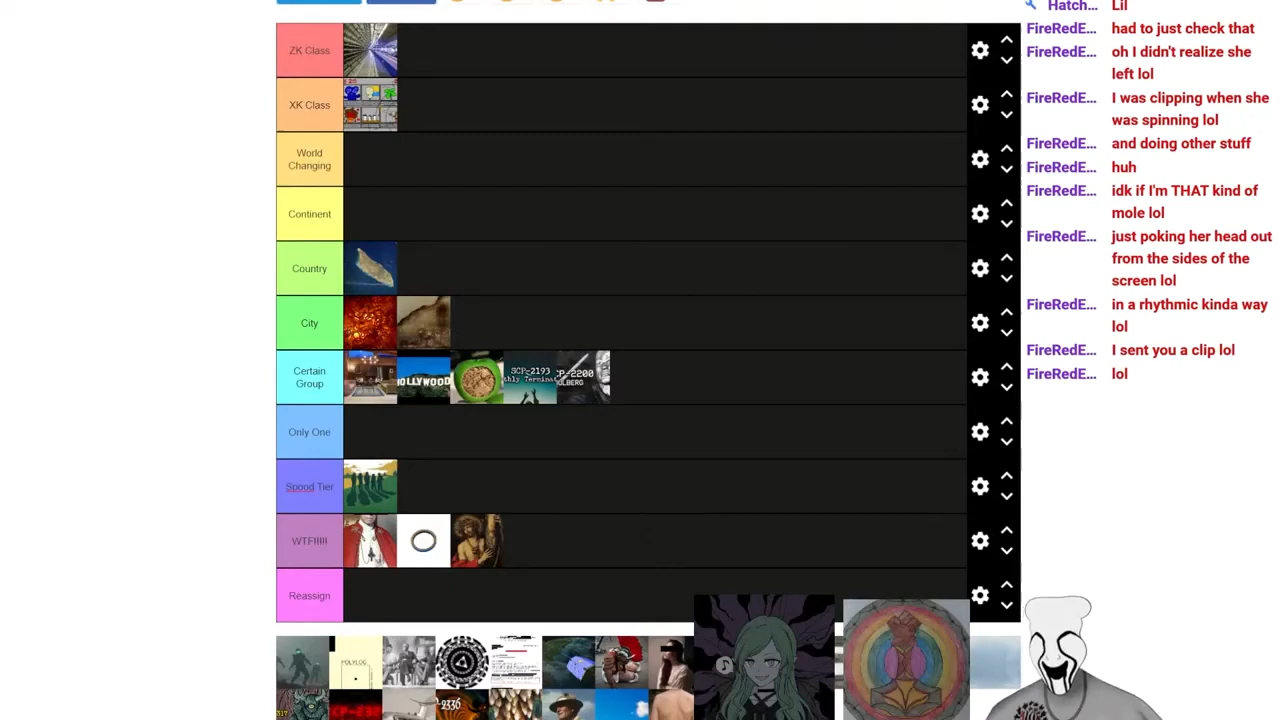 Hatch... Lil
FireRedE... had to just check that
FireRedE... oh I didn't realize she
left lol
FireRedE... I was clipping when she
was spinning lol
FireRedE... and doing other stuff
FireRedE... huh
FireRedE... idk if I'm THAT kind of
mole lol
FireRedE... just poking her head out
from the sides of the
screen lol
FireRedE... in a rhythmic kinda way
lol
FireRedE... I sent you a clip lol
FireRedE... lol
ZK Class
XK Class
World
Changing
Continent
Country
City
Certain
Group
HOLLYWOOD
SCP-2193
CP-2200
Only One
Spood Tier
WTF!!!!!
Reassign
POLYLOG
317
-2336